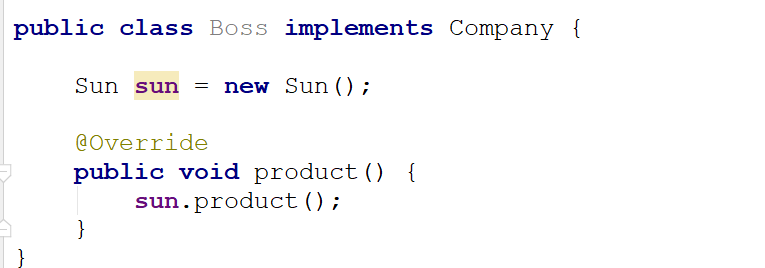 public class Boss implements Company {
Sun sun = new Sun();
@Override
public void product() {
sun.product();
}
}